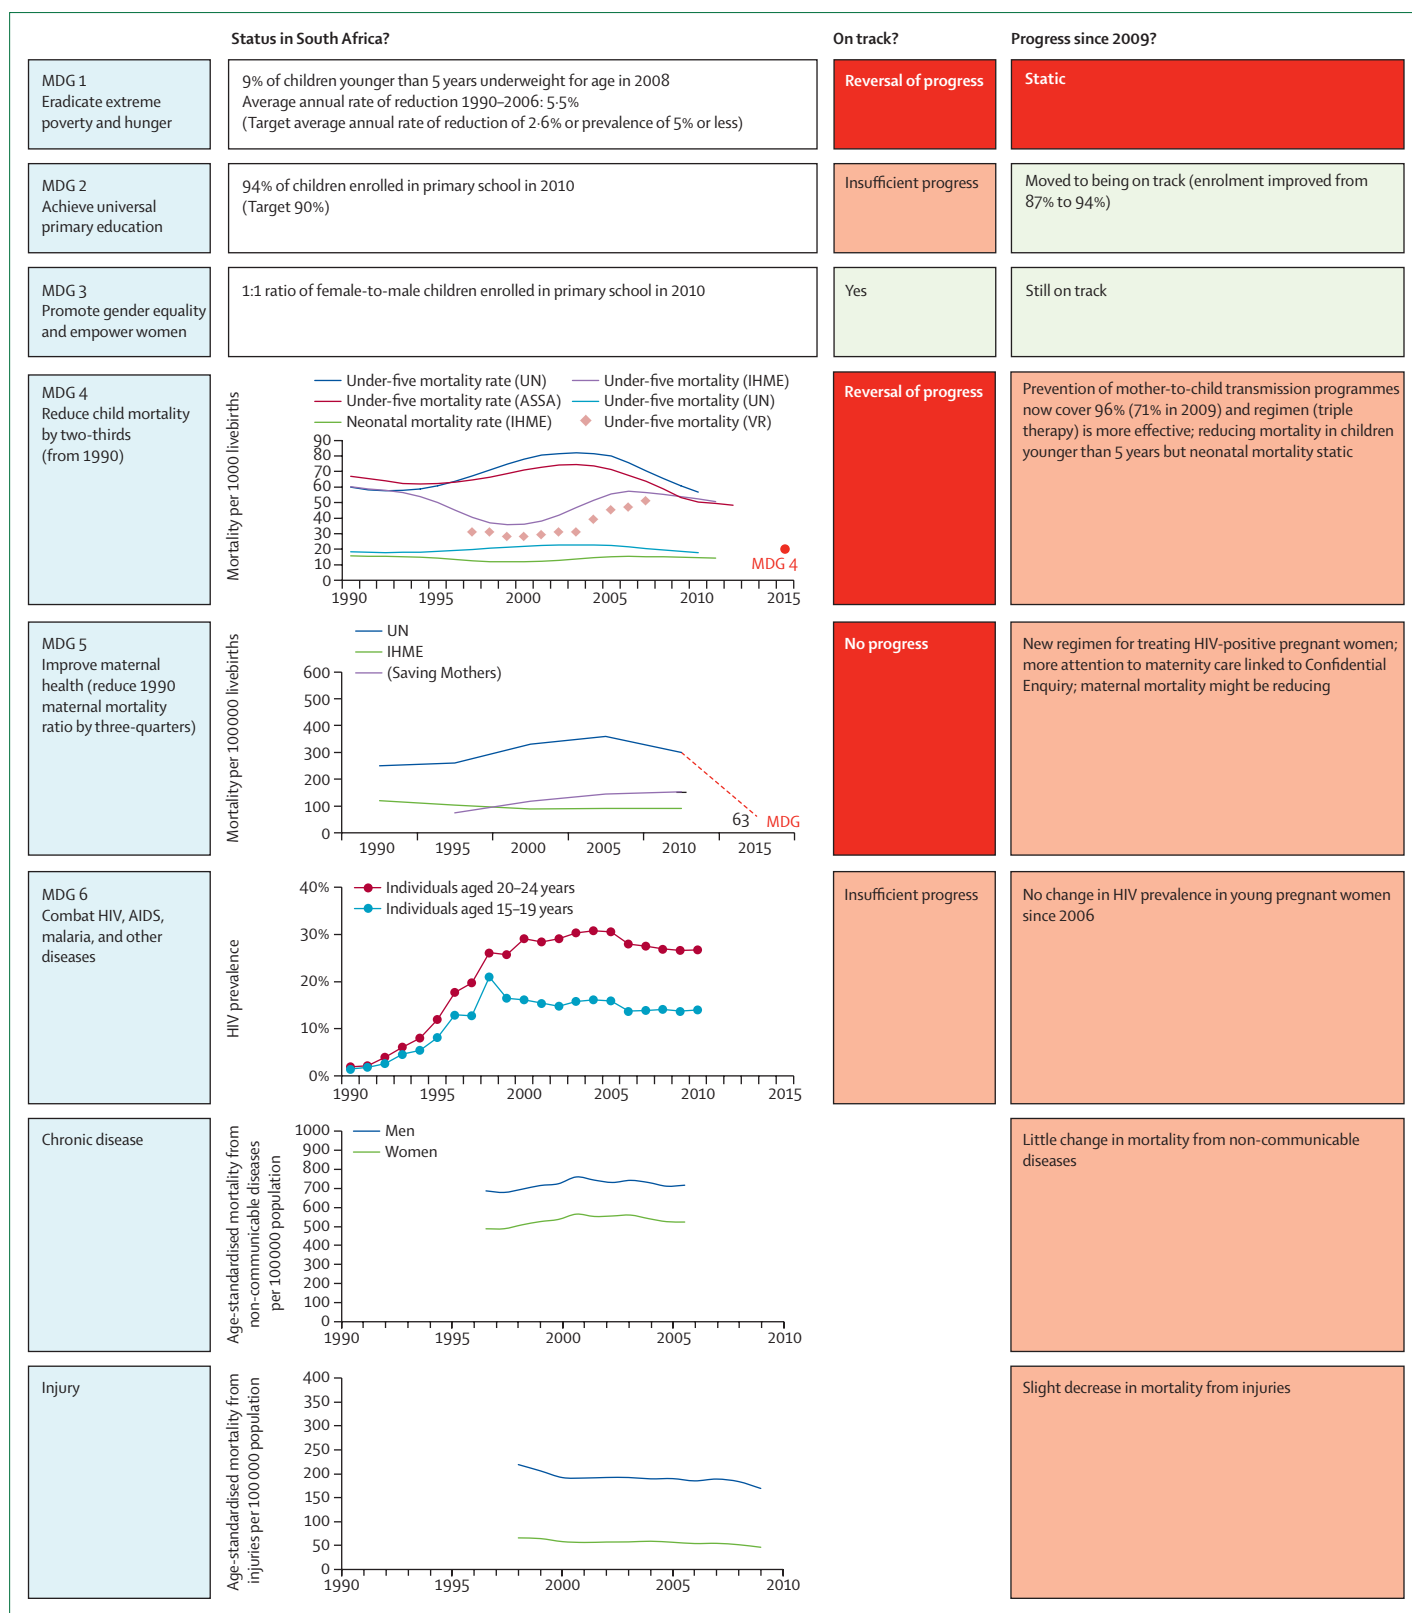 Status in South Africa?
On track?
Progress since 2009?
MDG 1
Eradicate extreme
poverty and hunger
9% of children younger than 5 years underweight for age in 2008
Average annual rate of reduction 1990–2006: 5·5%
(Target average annual rate of reduction of 2·6% or prevalence of 5% or less)
Reversal of progress
Static
MDG 2
Achieve universal
primary education
94% of children enrolled in primary school in 2010
(Target 90%)
Insufficient progress
Moved to being on track (enrolment improved from
87% to 94%)
MDG 3
Promote gender equality
and empower women
1:1 ratio of female-to-male children enrolled in primary school in 2010
Yes
Still on track
MDG 4
Reduce child mortality
by two-thirds
(from 1990)
Mortality per 1000 livebirths
Under-five mortality rate (UN)
Under-five mortality rate (ASSA)
Neonatal mortality rate (IHME)
Under-five mortality (IHME)
Under-five mortality (UN)
Under-five mortality (VR)
90
80
70
60
50
40
30
20
10
0
MDG 4
1990
1995
2000
2005
2010
2015
Reversal of progress
Prevention of mother-to-child transmission programmes
now cover 96% (71% in 2009) and regimen (triple
therapy) is more effective; reducing mortality in children
younger than 5 years but neonatal mortality static
MDG 5
Improve maternal
health (reduce 1990
maternal mortality
ratio by three-quarters)
Mortality per 100 000 livebirths
UN
IHME
(Saving Mothers)
600
500
400
300
200
100
0
63
MDG
1990
1995
2000
2005
2010
2015
No progress
New regimen for treating HIV-positive pregnant women;
more attention to maternity care linked to Confidential
Enquiry; maternal mortality might be reducing
MDG 6
Combat HIV, AIDS,
malaria, and other
diseases
HIV prevalence
Individuals aged 20–24 years
Individuals aged 15–19 years
40%
30%
20%
10%
0%
1990
1995
2000
2005
2010
2015
Insufficient progress
No change in HIV prevalence in young pregnant women
since 2006
Chronic disease
Age-standardised mortality from
non-communicable diseases
per 100 000 population
Men
Women
1000
900
800
700
600
500
400
300
200
100
0
1990
1995
2000
2005
2010
Little change in mortality from non-communicable
diseases
Injury
Age-standardised mortality from
injuries per 100 000 population
400
350
300
250
200
150
100
50
0
1990
1995
2000
2005
2010
Slight decrease in mortality from injuries